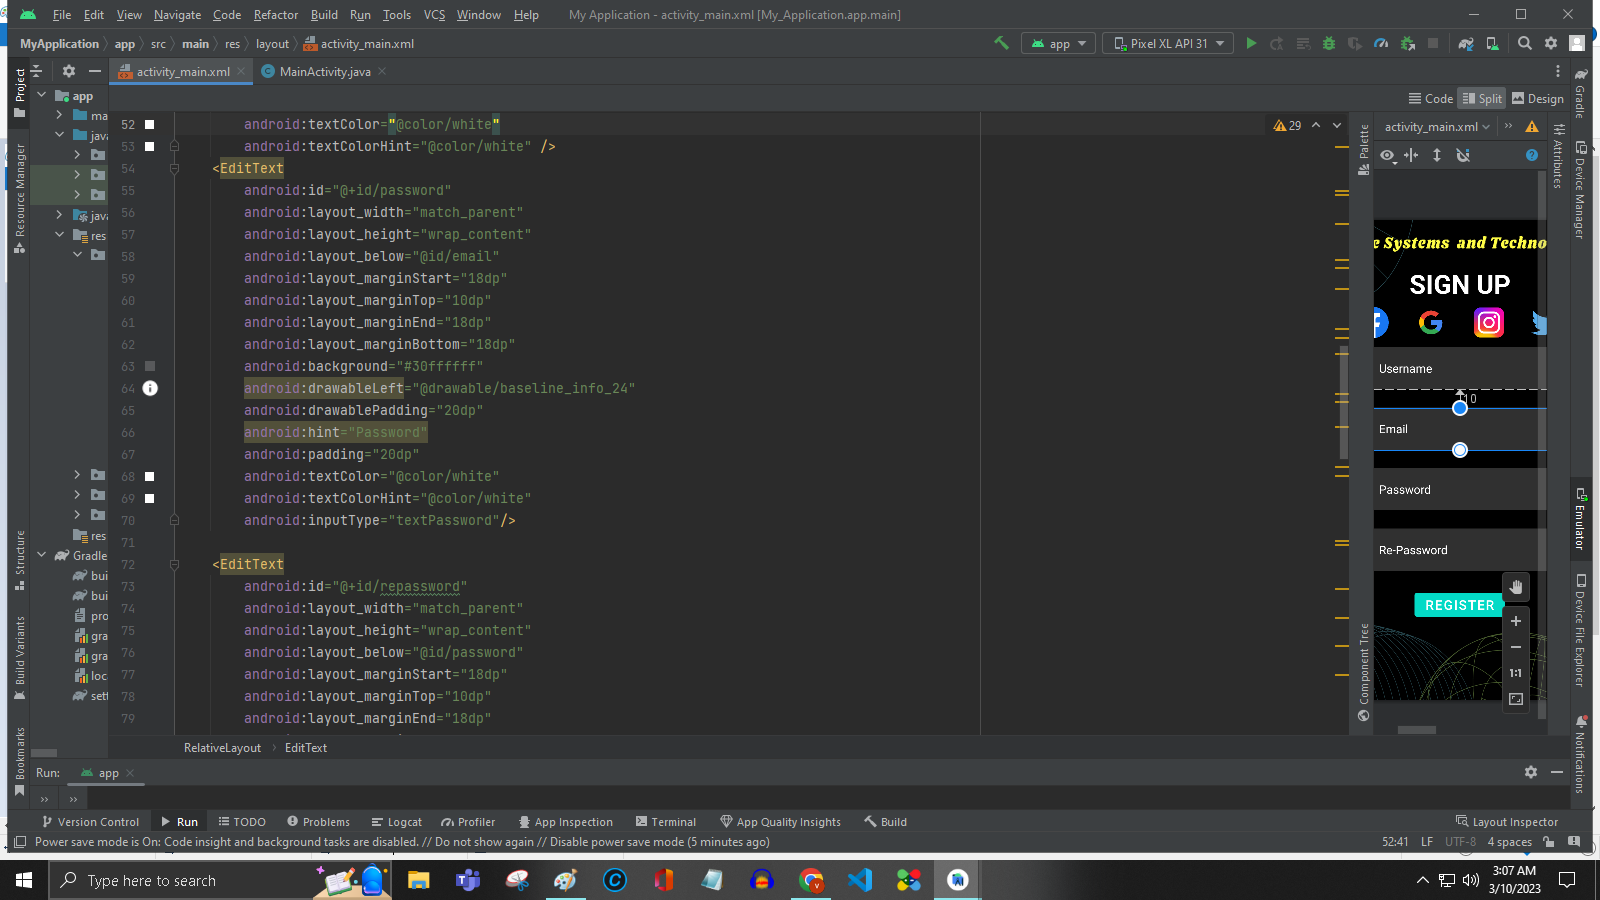 File Edit View Navigate Code Refactor Build Run Tools VCS Window Help My Application - activity_main.xml [My_Application.app.main]
MyApplication app src main res layout activity_main.xml app Pixel XL API 31
activity_main.xml MainActivity.java
Code Split Design
Project
Resource Manager
Structure
Build Variants
Bookmarks
app
ma
java
java
res
res
Gradle
bui
bui
pro
gra
gra
loc
sett
29
52 android:textColor="@color/white"
53 android:textColorHint="@color/white" />
54 <EditText
55 android:id="@+id/password"
56 android:layout_width="match_parent"
57 android:layout_height="wrap_content"
58 android:layout_below="@id/email"
59 android:layout_marginStart="18dp"
60 android:layout_marginTop="10dp"
61 android:layout_marginEnd="18dp"
62 android:layout_marginBottom="18dp"
63 android:background="#30ffffff"
64 android:drawableLeft="@drawable/baseline_info_24"
65 android:drawablePadding="20dp"
66 android:hint="Password"
67 android:padding="20dp"
68 android:textColor="@color/white"
69 android:textColorHint="@color/white"
70 android:inputType="textPassword"/>
71
72 <EditText
73 android:id="@+id/repassword"
74 android:layout_width="match_parent"
75 android:layout_height="wrap_content"
76 android:layout_below="@id/password"
77 android:layout_marginStart="18dp"
78 android:layout_marginTop="10dp"
79 android:layout_marginEnd="18dp"
RelativeLayout EditText
Palette
Component Tree
activity_main.xml
e Systems and Techno
SIGN UP
Username
10
Email
Password
Re-Password
REGISTER
1:1
Attributes
Gradle
Device Manager
Emulator
Device File Explorer
Notifications
Run: app
Version Control Run TODO Problems Logcat Profiler App Inspection Terminal App Quality Insights Build Layout Inspector
Power save mode is On: Code insight and background tasks are disabled. // Do not show again // Disable power save mode (5 minutes ago) 52:41 LF UTF-8 4 spaces
Type here to search
3:07 AM
3/10/2023